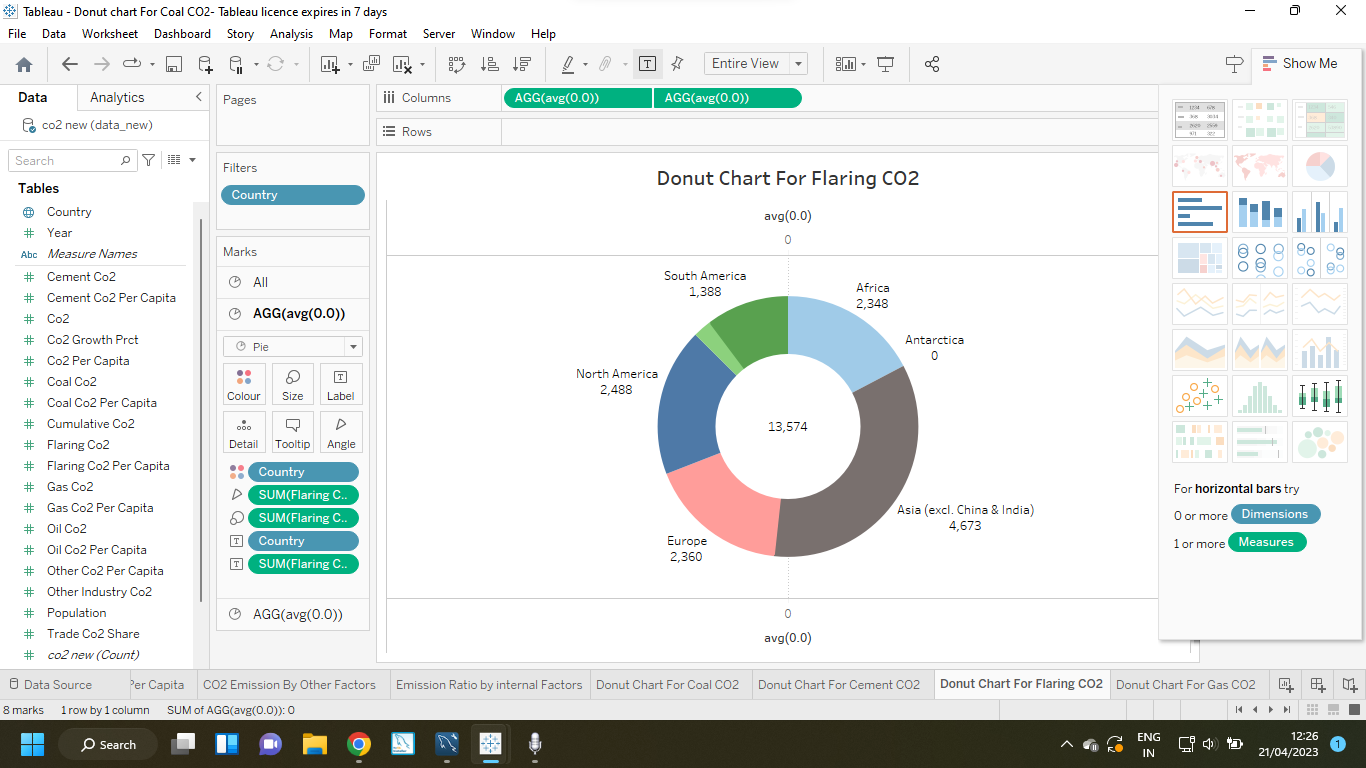 Tableau - Donut chart For Coal CO2- Tableau licence expires in 7 days
File Data Worksheet Dashboard Story Analysis Map Format Server Window Help
Entire View
Show Me
Data Analytics
co2 new (data_new)
Search
Tables
Country
Year
Abc Measure Names
Cement Co2
Cement Co2 Per Capita
Co2
Co2 Growth Prct
Co2 Per Capita
Coal Co2
Coal Co2 Per Capita
Cumulative Co2
Flaring Co2
Flaring Co2 Per Capita
Gas Co2
Gas Co2 Per Capita
Oil Co2
Oil Co2 Per Capita
Other Co2 Per Capita
Other Industry Co2
Population
Trade Co2 Share
co2 new (Count)
Pages
Filters
Country
Marks
All
AGG(avg(0.0))
Pie
Colour Size Label
Detail Tooltip Angle
Country
SUM(Flaring C..
SUM(Flaring C..
Country
SUM(Flaring C..
AGG(avg(0.0))
Columns AGG(avg(0.0)) AGG(avg(0.0))
Rows
Donut Chart For Flaring CO2
avg(0.0)
0
South America
1,388
Africa
2,348
Antarctica
0
North America
2,488
13,574
Asia (excl. China & India)
4,673
Europe
2,360
0
avg(0.0)
For horizontal bars try
0 or more Dimensions
1 or more Measures
Data Source Per Capita CO2 Emission By Other Factors Emission Ratio by internal Factors Donut Chart For Coal CO2 Donut Chart For Cement CO2 Donut Chart For Flaring CO2 Donut Chart For Gas CO2
8 marks 1 row by 1 column SUM of AGG(avg(0.0)): 0
Search
ENG
IN
12:26
21/04/2023
1